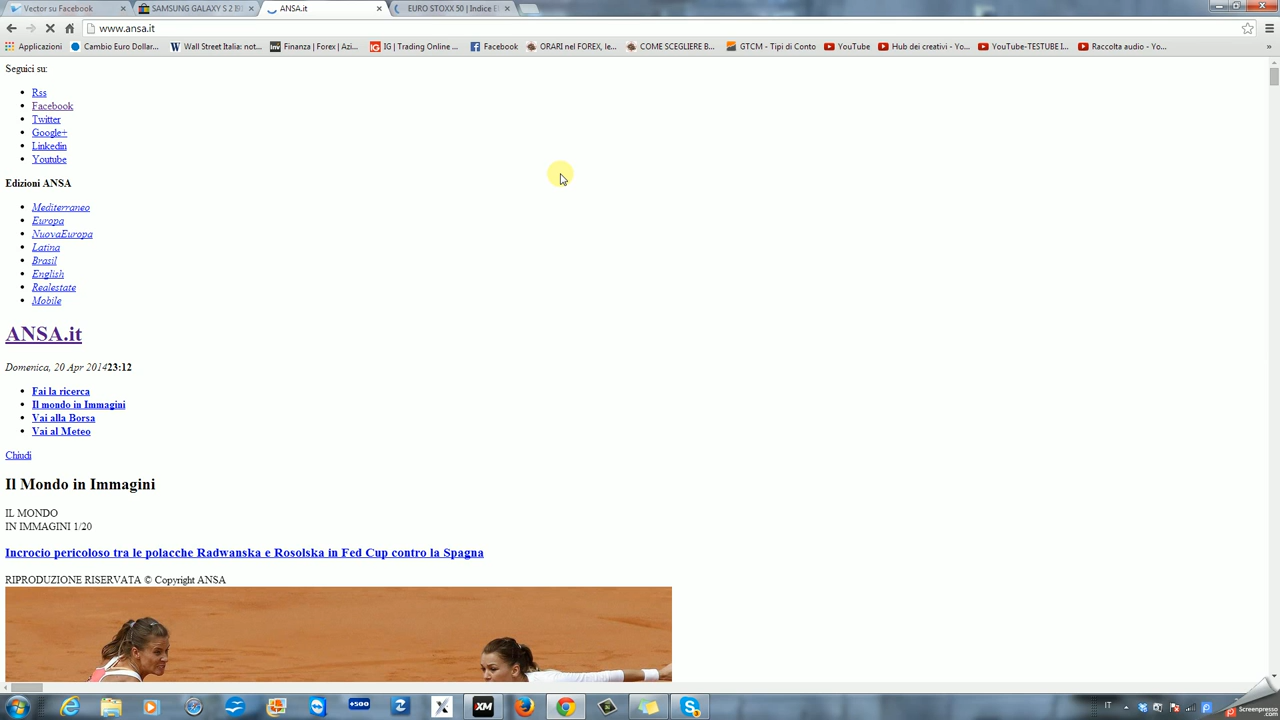 Vector su Facebook
SAMSUNG GALAXY S 2 BI
ANSA.it
EURO STOXX 50 | Indice E
www.ansa.it
Applicazioni
Cambio Euro Dollar...
Wall Street Italia: not...
Finanza | Forex | Azi...
IG | Trading Online ...
Facebook
ORARI nel FOREX, le...
COME SCEGLIERE B...
GTCM - Tipi di Conto
YouTube
Hub dei creativi - Yo...
YouTube-TESTUBE I...
Raccolta audio - Yo...
»
Seguici su:
Rss
Facebook
Twitter
Google+
Linkedin
Youtube
Edizioni ANSA
Mediterraneo
Europa
NuovaEuropa
Latina
Brasil
English
Realestate
Mobile
ANSA.it
Domenica, 20 Apr 201423:12
Fai la ricerca
Il mondo in Immagini
Vai alla Borsa
Vai al Meteo
Chiudi
Il Mondo in Immagini
IL MONDO
IN IMMAGINI 1/20
Incrocio pericoloso tra le polacche Radwanska e Rosolska in Fed Cup contro la Spagna
RIPRODUZIONE RISERVATA © Copyright ANSA
+500
XM
IT
Screenpresso
.com